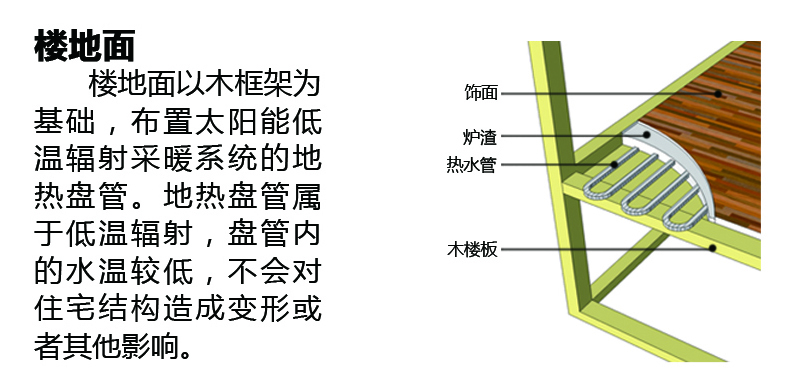 楼地面
楼地面以木框架为
基础，布置太阳能低
温辐射采暖系统的地
热盘管。地热盘管属
于低温辐射，盘管内
的水温较低，不会对
住宅结构造成变形或
者其他影响。
饰面
炉渣
热水管
木楼板